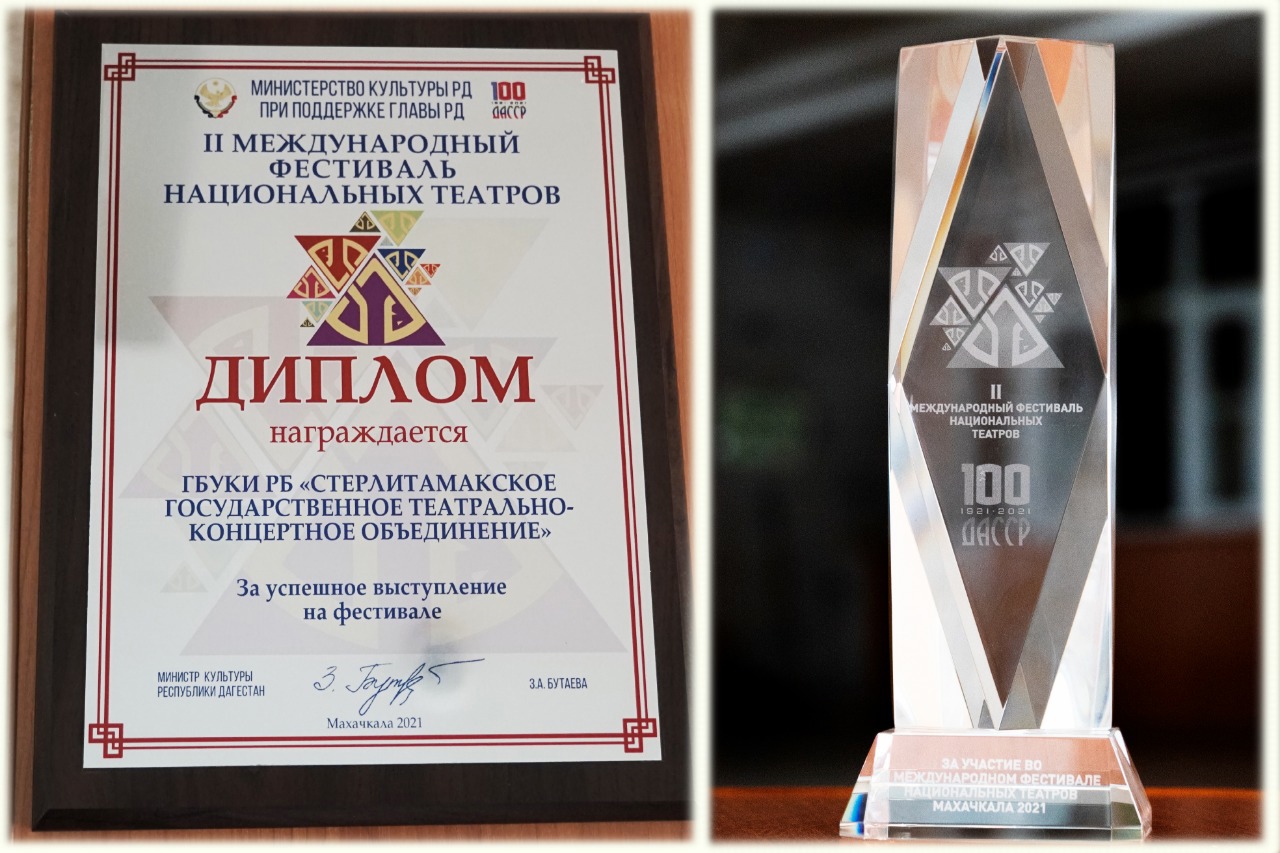 МИНИСТЕРСТВО КУЛЬТУРЫ РД
ПРИ ПОДДЕРЖКЕ ГЛАВЫ РД
100
1921-2021
ДАССР
II МЕЖДУНАРОДНЫЙ
ФЕСТИВАЛЬ
НАЦИОНАЛЬНЫХ ТЕАТРОВ
ДИПЛОМ
награждается
ГБУКИ РБ «СТЕРЛИТАМАКСКОЕ
ГОСУДАРСТВЕННОЕ ТЕАТРАЛЬНО-
КОНЦЕРТНОЕ ОБЪЕДИНЕНИЕ»
За успешное выступление
на фестивале
МИНИСТР КУЛЬТУРЫ
РЕСПУБЛИКИ ДАГЕСТАН
З.А. БУТАЕВА
Махачкала 2021
II
МЕЖДУНАРОДНЫЙ ФЕСТИВАЛЬ
НАЦИОНАЛЬНЫХ
ТЕАТРОВ
100
1921-2021
ДАССР
ЗА УЧАСТИЕ ВО
МЕЖДУНАРОДНОМ ФЕСТИВАЛЕ
НАЦИОНАЛЬНЫХ ТЕАТРОВ
МАХАЧКАЛА 2021